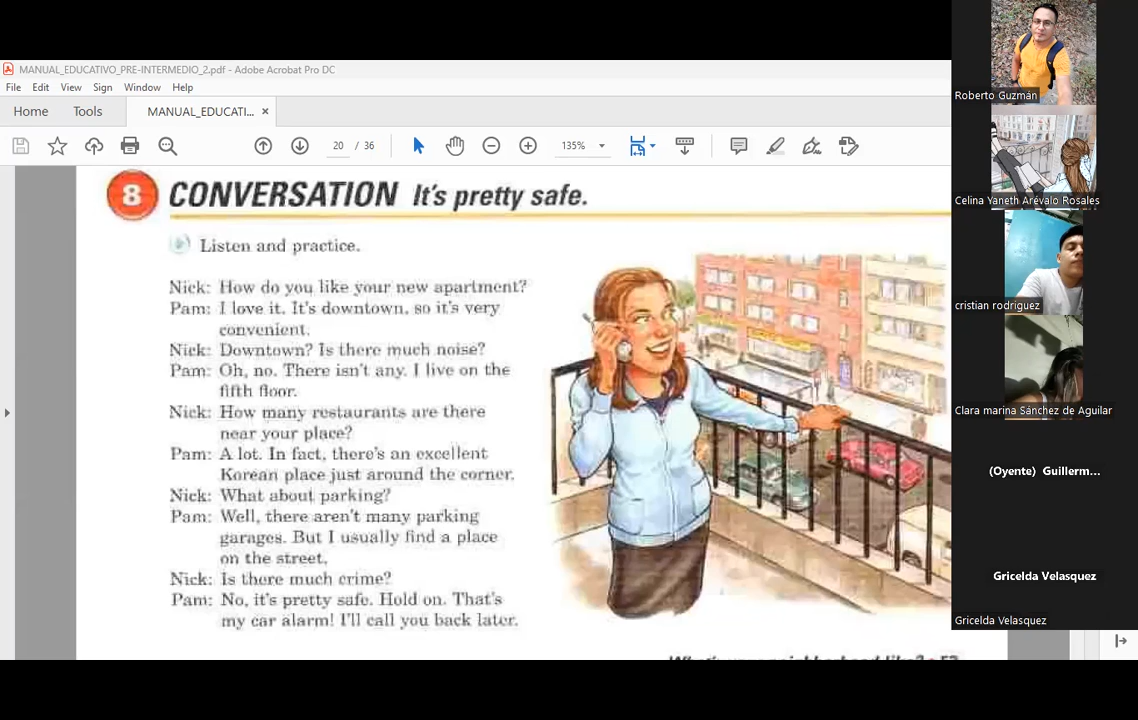 MANUAL_EDUCATIVO_PRE-INTERMEDIO_2.pdf - Adobe Acrobat Pro DC
File Edit View Sign Window Help
Home Tools MANUAL_EDUCATI... ×
20 / 36 135%
8 CONVERSATION It's pretty safe.
Listen and practice.
Nick: How do you like your new apartment?
Pam: I love it. It's downtown, so it's very
convenient.
Nick: Downtown? Is there much noise?
Pam: Oh, no. There isn't any. I live on the
fifth floor.
Nick: How many restaurants are there
near your place?
Pam: A lot. In fact, there's an excellent
Korean place just around the corner.
Nick: What about parking?
Pam: Well, there aren't many parking
garages. But I usually find a place
on the street.
Nick: Is there much crime?
Pam: No, it's pretty safe. Hold on. That's
my car alarm! I'll call you back later.
Roberto Guzmán
Celina Yaneth Arévalo Rosales
cristian rodriguez
Clara marina Sánchez de Aguilar
(Oyente) Guillerm...
Gricelda Velasquez
Gricelda Velasquez